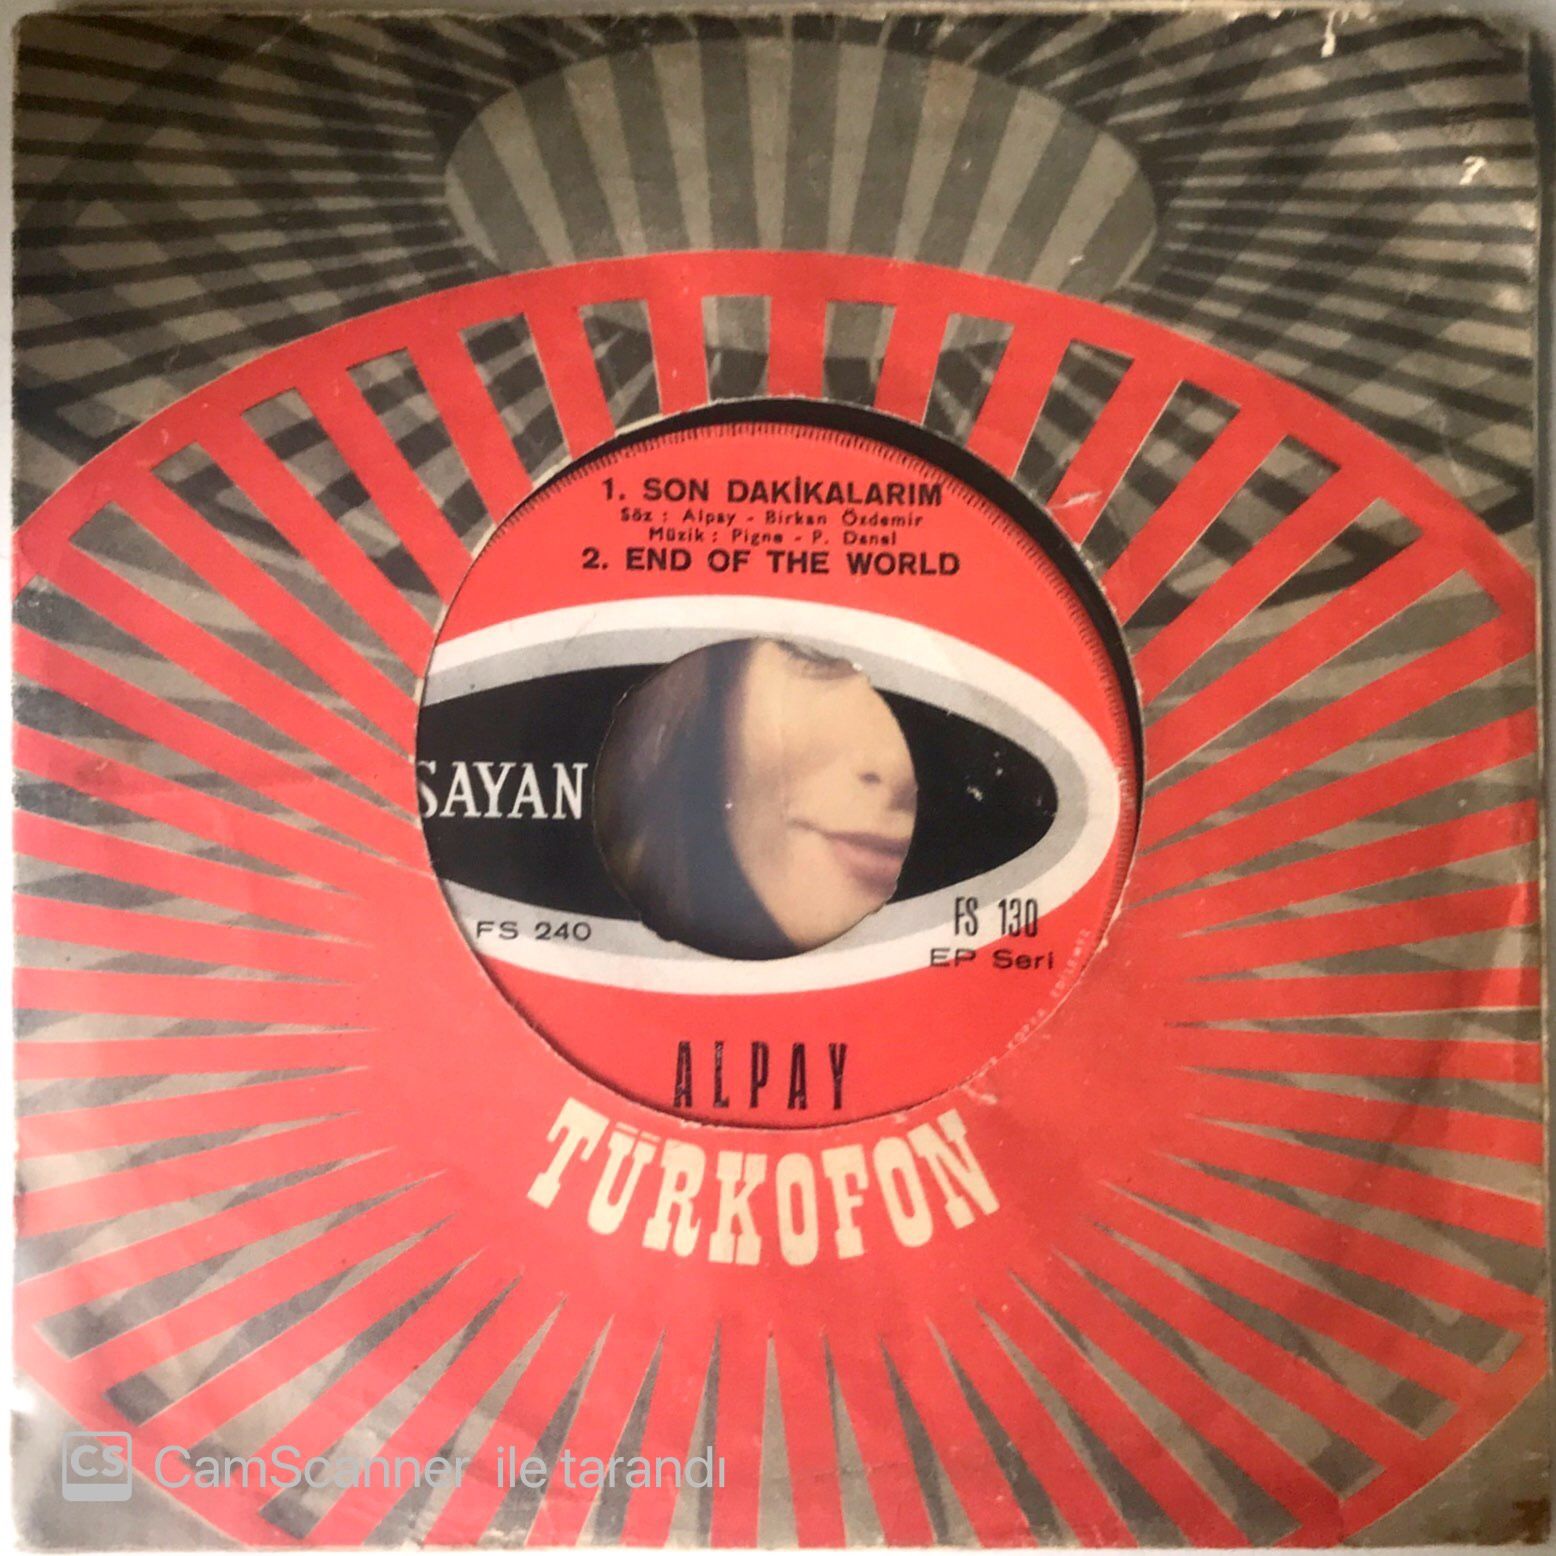 1. SON DAKİKALARIM
Söz : Alpay - Birkan Özdemir
Müzik : Pigne - P. Danel
2. END OF THE WORLD
SAYAN
FS 240
FS 130
EP Seri
ALPAY
TÜRKOFON
CS CamScanner ile tarandı